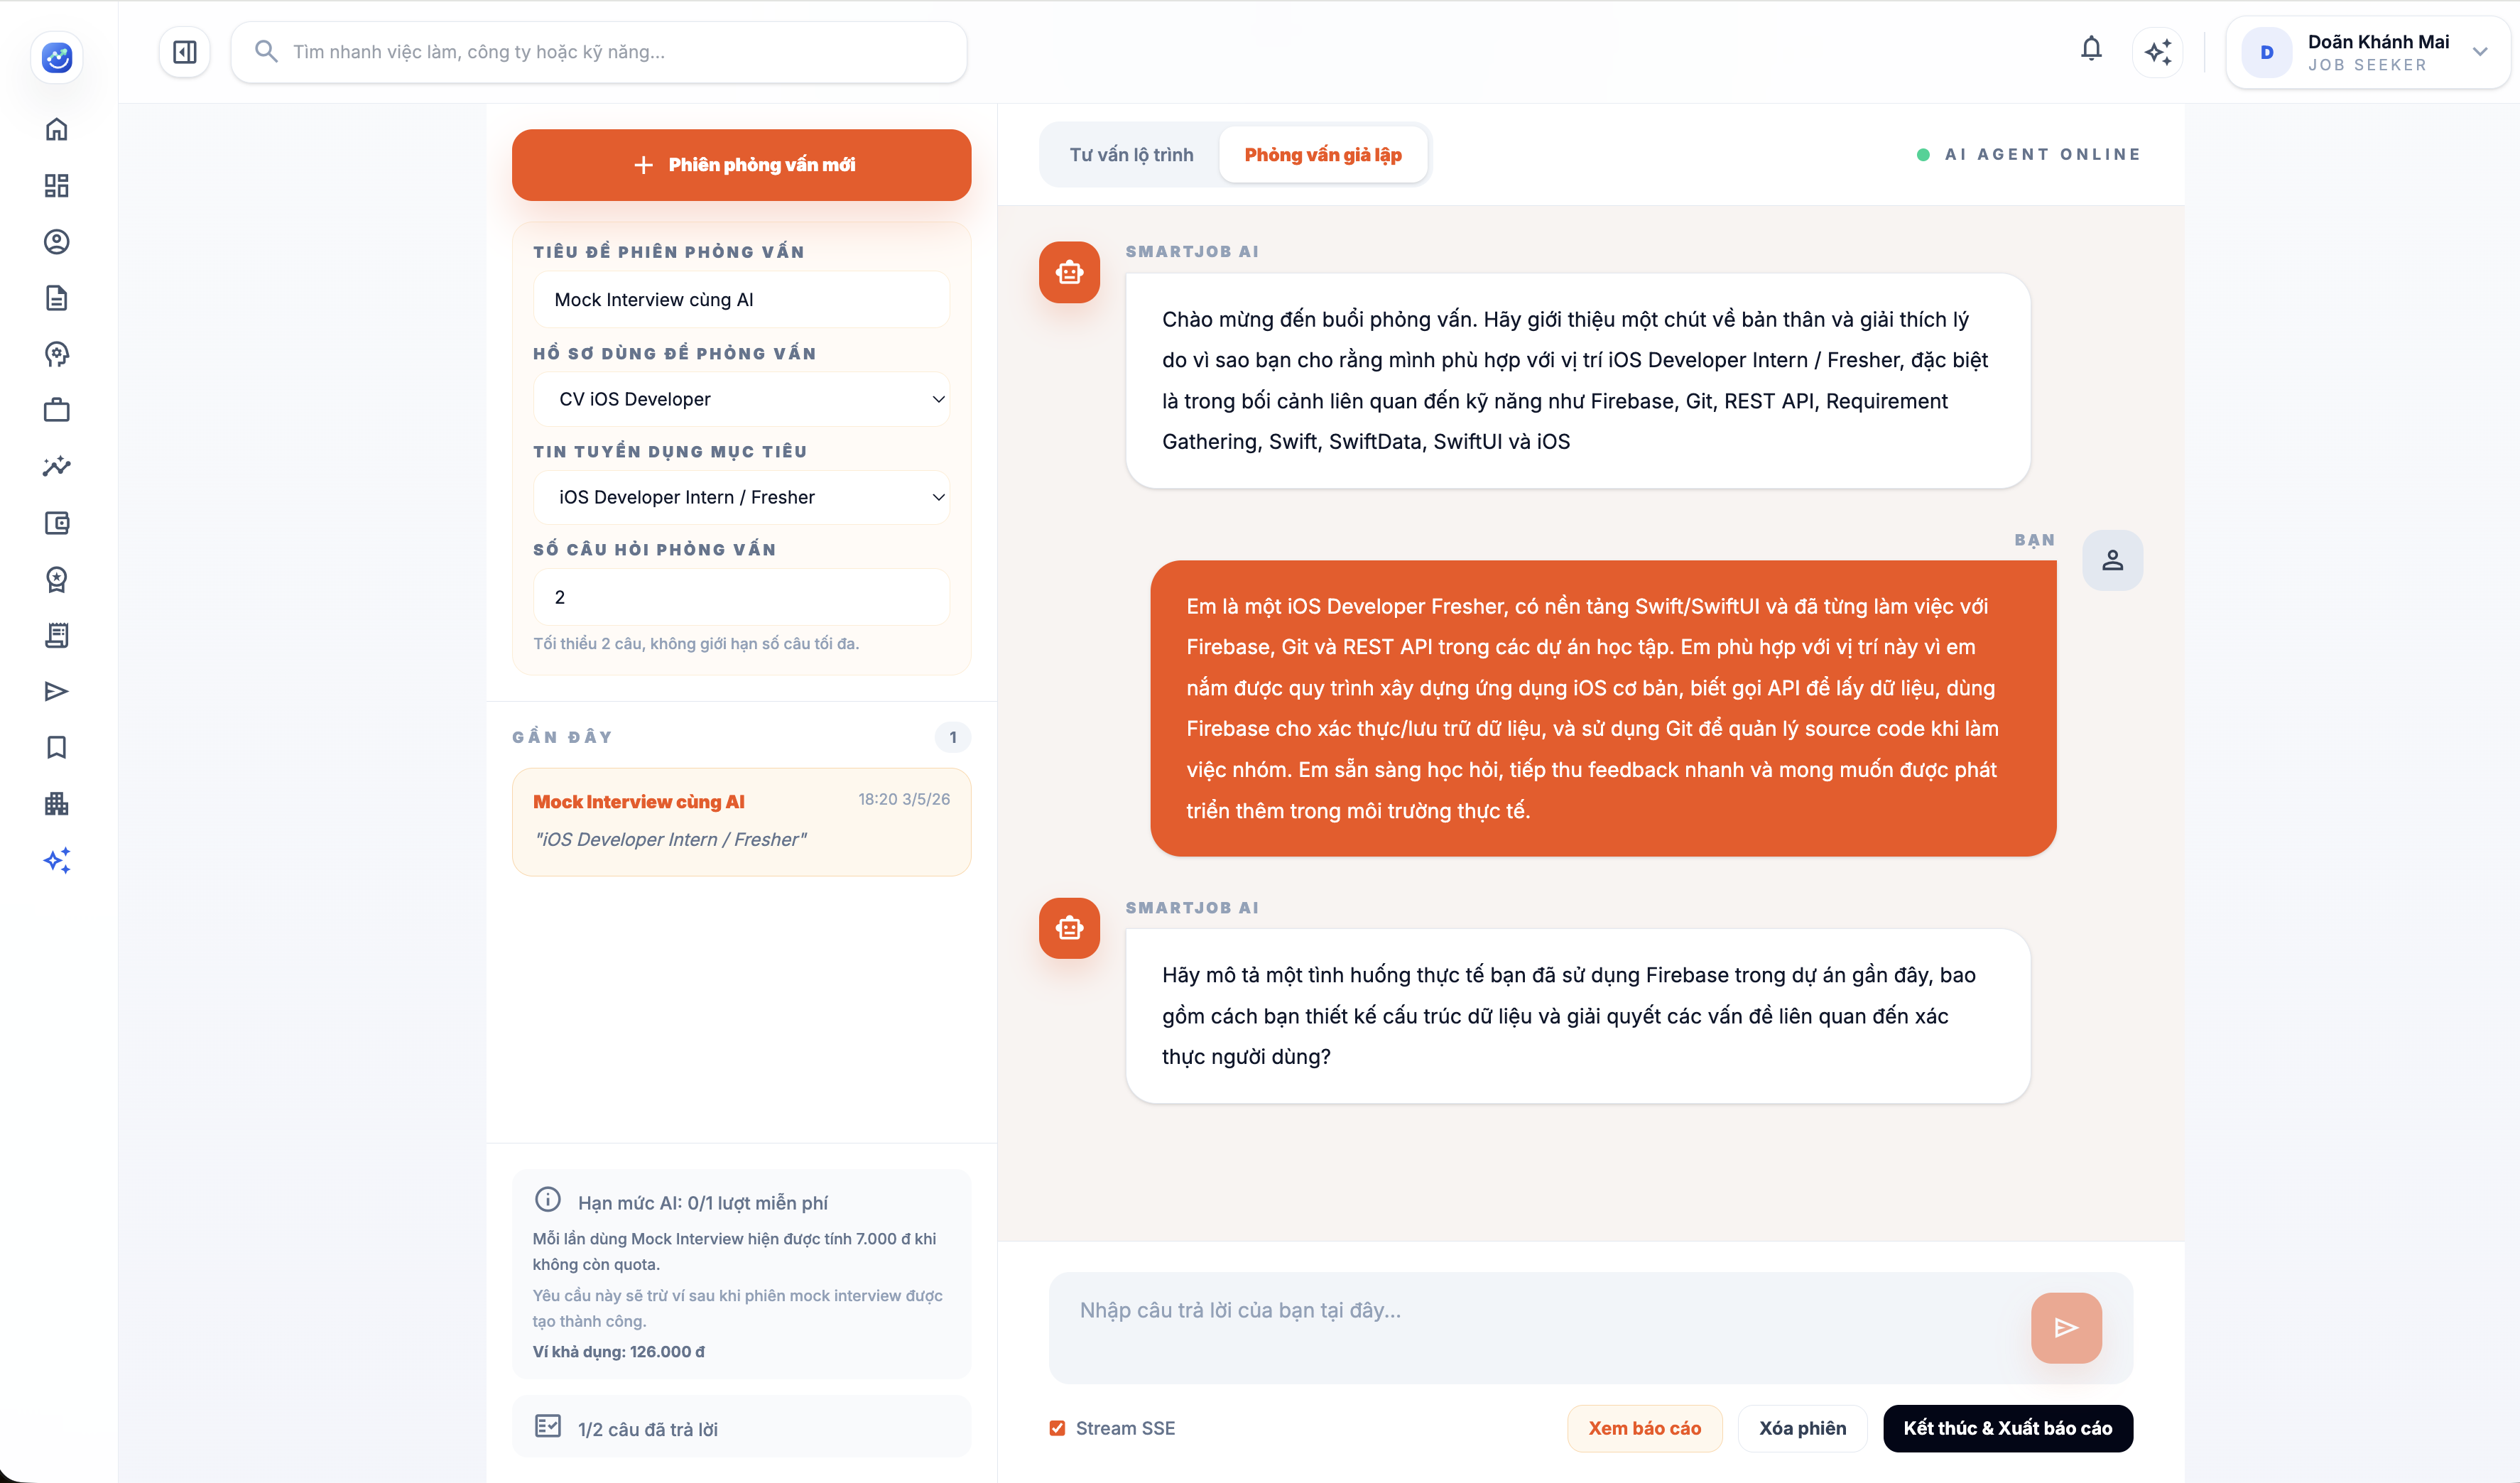 Tìm nhanh việc làm, công ty hoặc kỹ năng...
D
Doãn Khánh Mai
JOB SEEKER
Phiên phỏng vấn mới
TIÊU ĐỀ PHIÊN PHỎNG VẤN
Mock Interview cùng AI
HỒ SƠ DÙNG ĐỂ PHỎNG VẤN
CV iOS Developer
TIN TUYỂN DỤNG MỤC TIÊU
iOS Developer Intern / Fresher
SỐ CÂU HỎI PHỎNG VẤN
2
Tối thiểu 2 câu, không giới hạn số câu tối đa.
GẦN ĐÂY
1
Mock Interview cùng AI
18:20 3/5/26
"iOS Developer Intern / Fresher"
Hạn mức AI: 0/1 lượt miễn phí
Mỗi lần dùng Mock Interview hiện được tính 7.000 đ khi
không còn quota.
Yêu cầu này sẽ trừ ví sau khi phiên mock interview được
tạo thành công.
Ví khả dụng: 126.000 đ
1/2 câu đã trả lời
Tư vấn lộ trình
Phỏng vấn giả lập
AI AGENT ONLINE
SMARTJOB AI
Chào mừng đến buổi phỏng vấn. Hãy giới thiệu một chút về bản thân và giải thích lý
do vì sao bạn cho rằng mình phù hợp với vị trí iOS Developer Intern / Fresher, đặc biệt
là trong bối cảnh liên quan đến kỹ năng như Firebase, Git, REST API, Requirement
Gathering, Swift, SwiftData, SwiftUI và iOS
BẠN
Em là một iOS Developer Fresher, có nền tảng Swift/SwiftUI và đã từng làm việc với
Firebase, Git và REST API trong các dự án học tập. Em phù hợp với vị trí này vì em
nắm được quy trình xây dựng ứng dụng iOS cơ bản, biết gọi API để lấy dữ liệu, dùng
Firebase cho xác thực/lưu trữ dữ liệu, và sử dụng Git để quản lý source code khi làm
việc nhóm. Em sẵn sàng học hỏi, tiếp thu feedback nhanh và mong muốn được phát
triển thêm trong môi trường thực tế.
SMARTJOB AI
Hãy mô tả một tình huống thực tế bạn đã sử dụng Firebase trong dự án gần đây, bao
gồm cách bạn thiết kế cấu trúc dữ liệu và giải quyết các vấn đề liên quan đến xác
thực người dùng?
Nhập câu trả lời của bạn tại đây...
Stream SSE
Xem báo cáo
Xóa phiên
Kết thúc & Xuất báo cáo